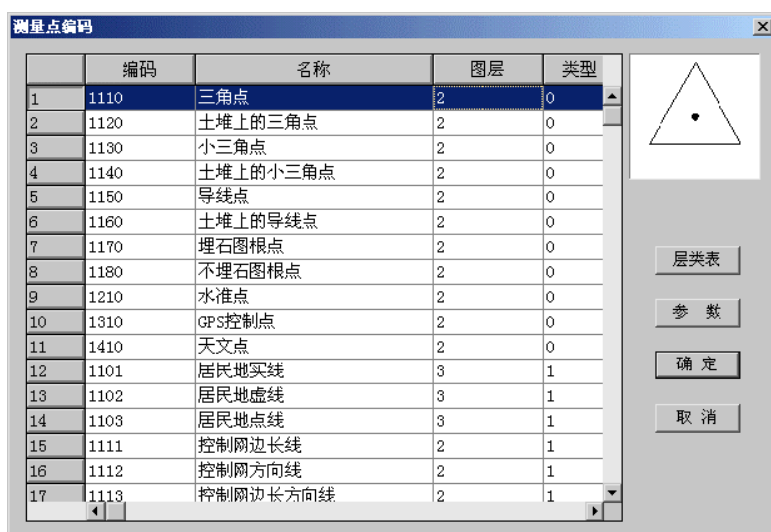 测量点编码
编码 名称 图层 类型
1 1110 三角点 2 0
2 1120 土堆上的三角点 2 0
3 1130 小三角点 2 0
4 1140 土堆上的小三角点 2 0
5 1150 导线点 2 0
6 1160 土堆上的导线点 2 0
7 1170 埋石图根点 2 0
8 1180 不埋石图根点 2 0
9 1210 水准点 2 0
10 1310 GPS控制点 2 0
11 1410 天文点 2 0
12 1101 居民地实线 3 1
13 1102 居民地虚线 3 1
14 1103 居民地点线 3 1
15 1111 控制网边长线 2 1
16 1112 控制网方向线 2 1
17 1113 控制网边长方向线 2 1
层类表
参 数
确 定
取 消